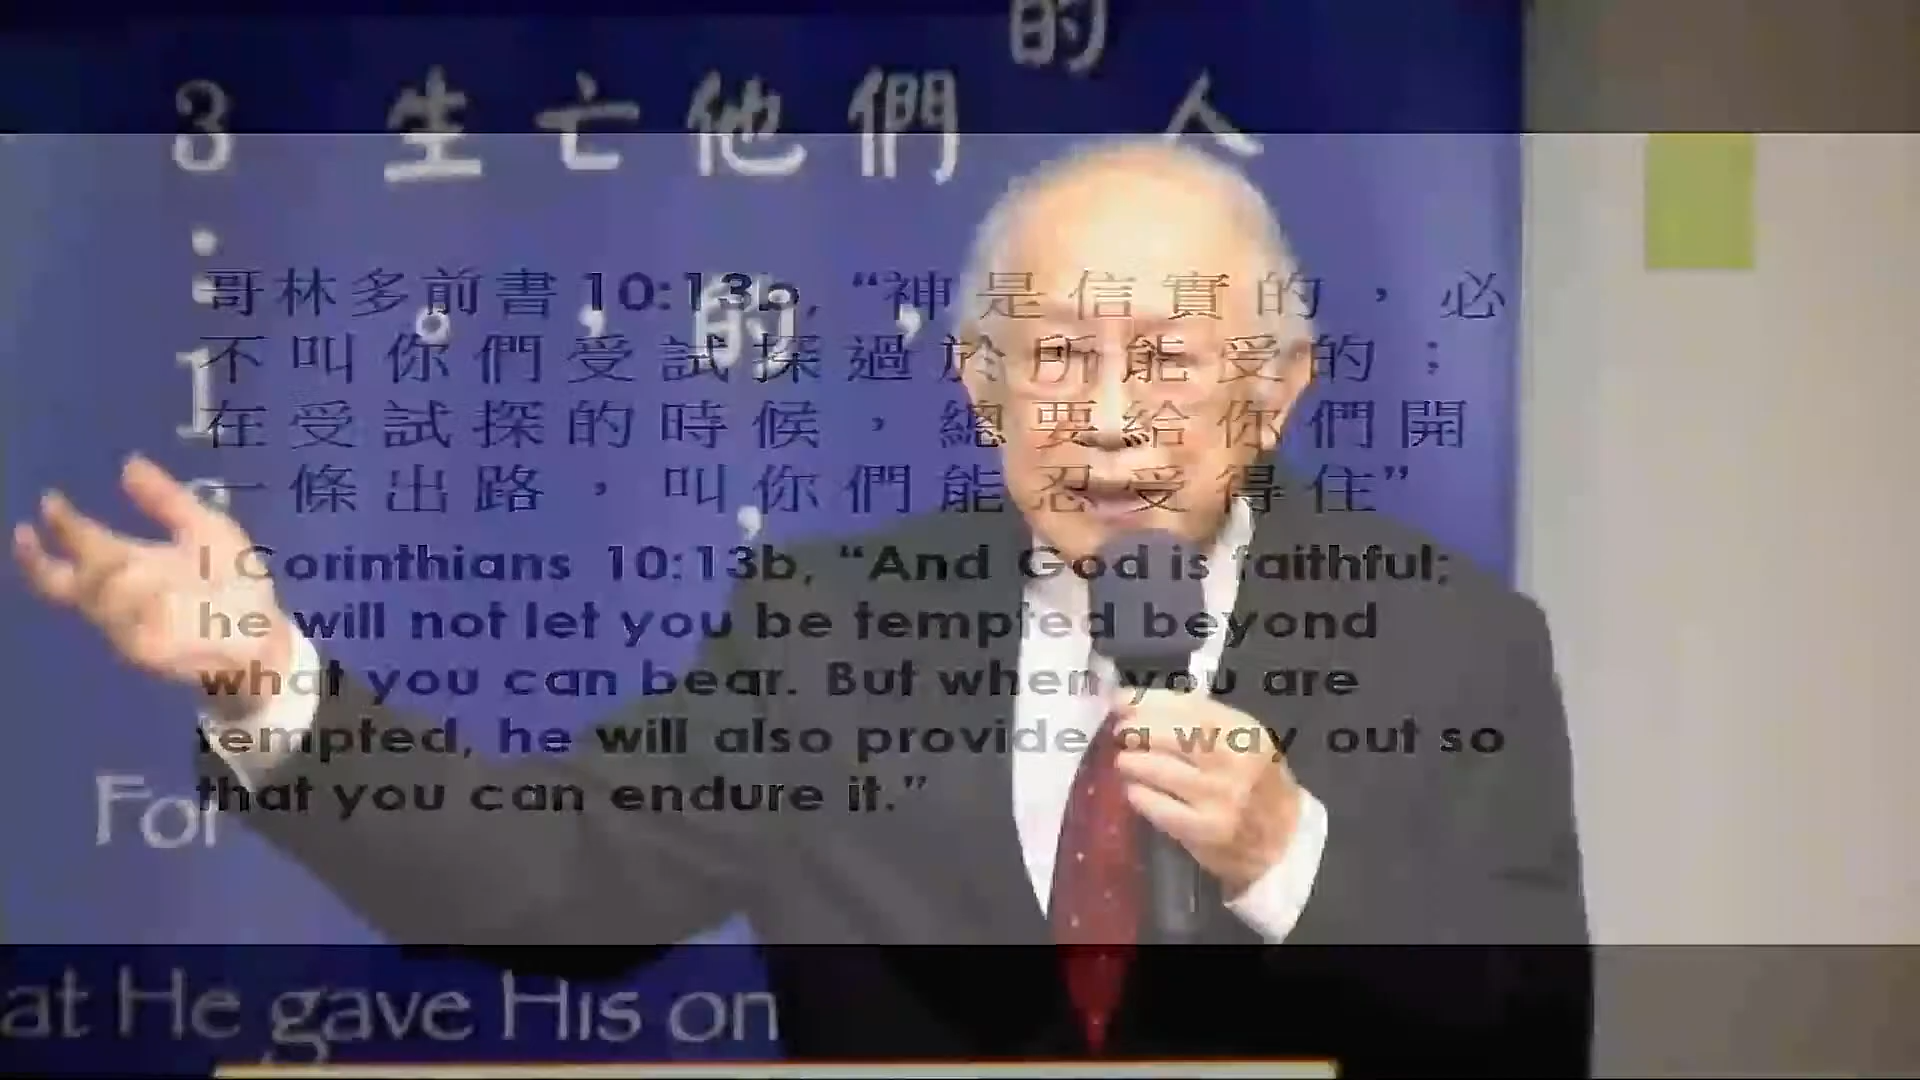 的
3 生亡他們 人
:
1 。,的,
,
哥林多前書 10:13b, “神是信實的，必
不叫你們受試探過於所能受的；
在受試探的時候，總要給你們開
一條出路，叫你們能忍受得住”
I Corinthians 10:13b, “And God is faithful;
he will not let you be tempted beyond
what you can bear. But when you are
tempted, he will also provide a way out so
that you can endure it.”
For
at He gave His on